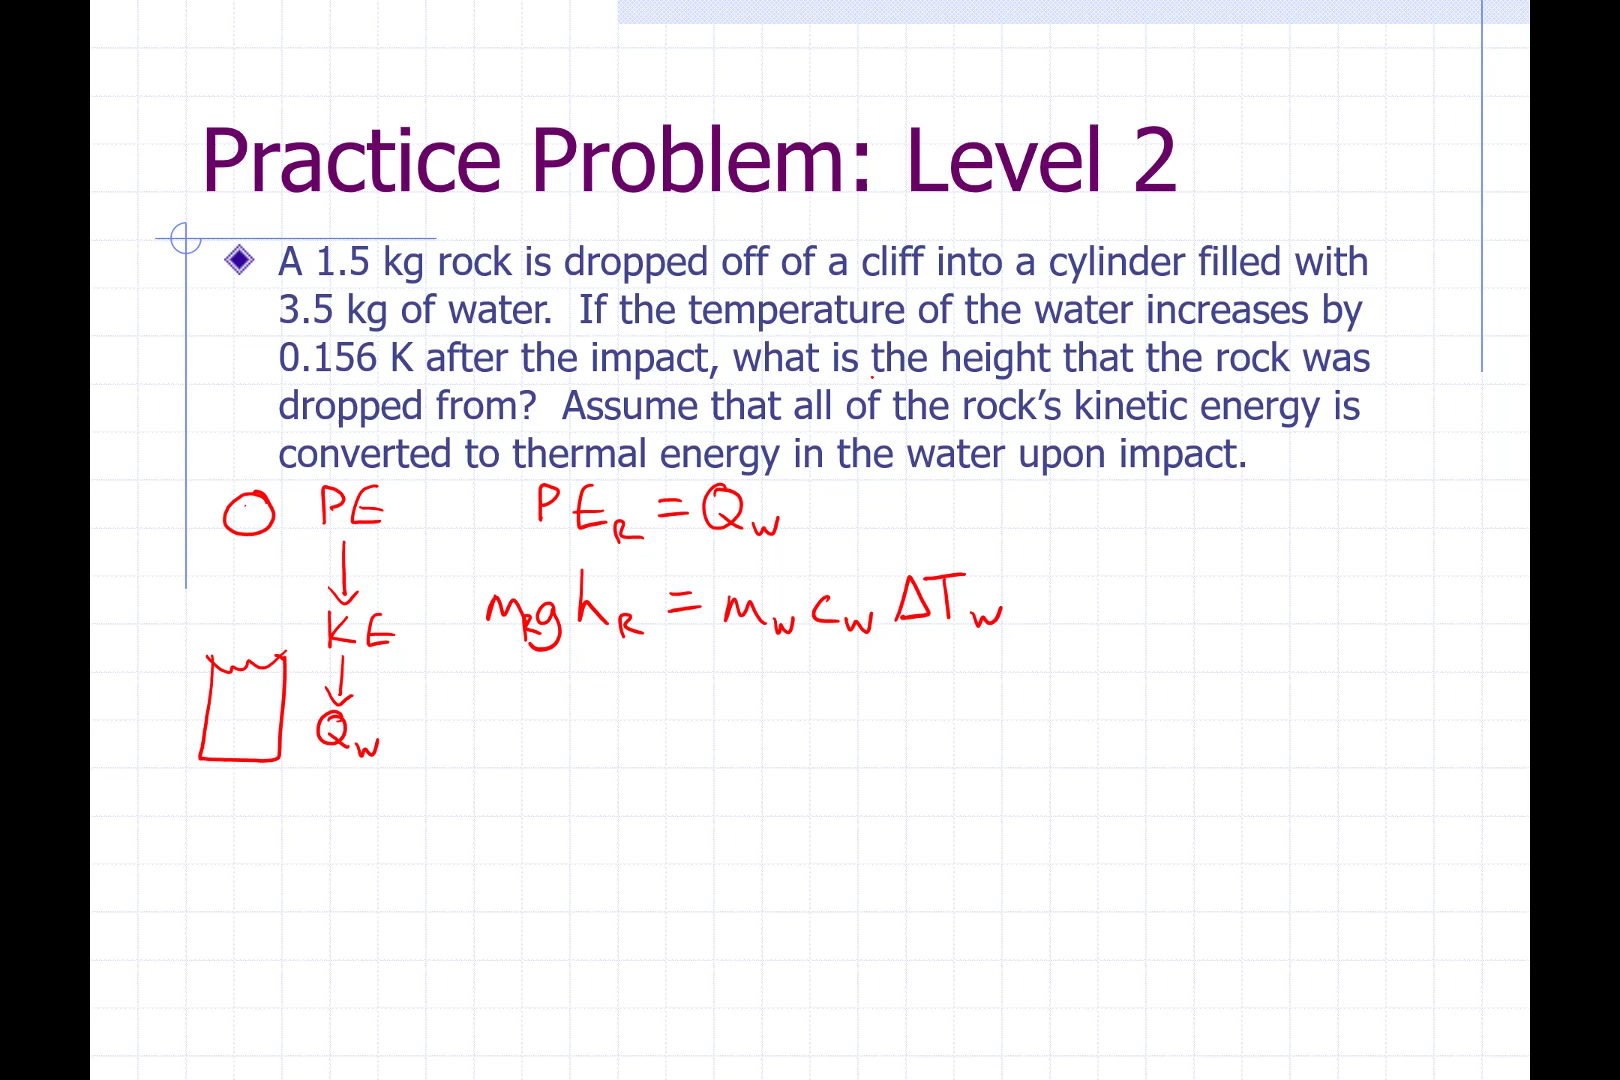 Practice Problem: Level 2
A 1.5 kg rock is dropped off of a cliff into a cylinder filled with
3.5 kg of water. If the temperature of the water increases by
0.156 K after the impact, what is the height that the rock was
dropped from? Assume that all of the rock's kinetic energy is
converted to thermal energy in the water upon impact.
PE
PE_R = Q_W
KE
m_R g h_R = m_W c_W ΔT_W
Q_W